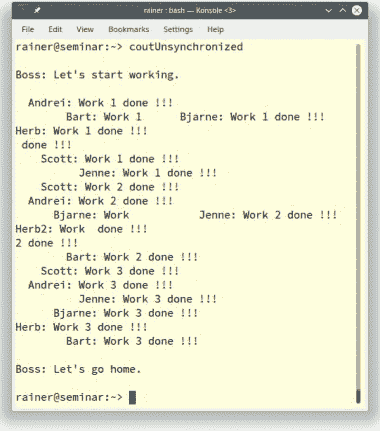 rainer : bash — Konsole <3>
File Edit View Bookmarks Settings Help
rainer@seminar:~> coutUnsynchronized
Boss: Let's start working.
Andrei: Work 1 done !!!
Bart: Work 1 Bjarne: Work 1 done !!!
Herb: Work 1 done !!!
done !!!
Scott: Work 1 done !!!
Jenne: Work 1 done !!!
Scott: Work 2 done !!!
Andrei: Work 2 done !!!
Bjarne: Work Jenne: Work 2 done !!!
Herb2: Work  done !!!
2 done !!!
Bart: Work 2 done !!!
Scott: Work 3 done !!!
Andrei: Work 3 done !!!
Jenne: Work 3 done !!!
Bjarne: Work 3 done !!!
Herb: Work 3 done !!!
Bart: Work 3 done !!!
Boss: Let's go home.
rainer@seminar:~>